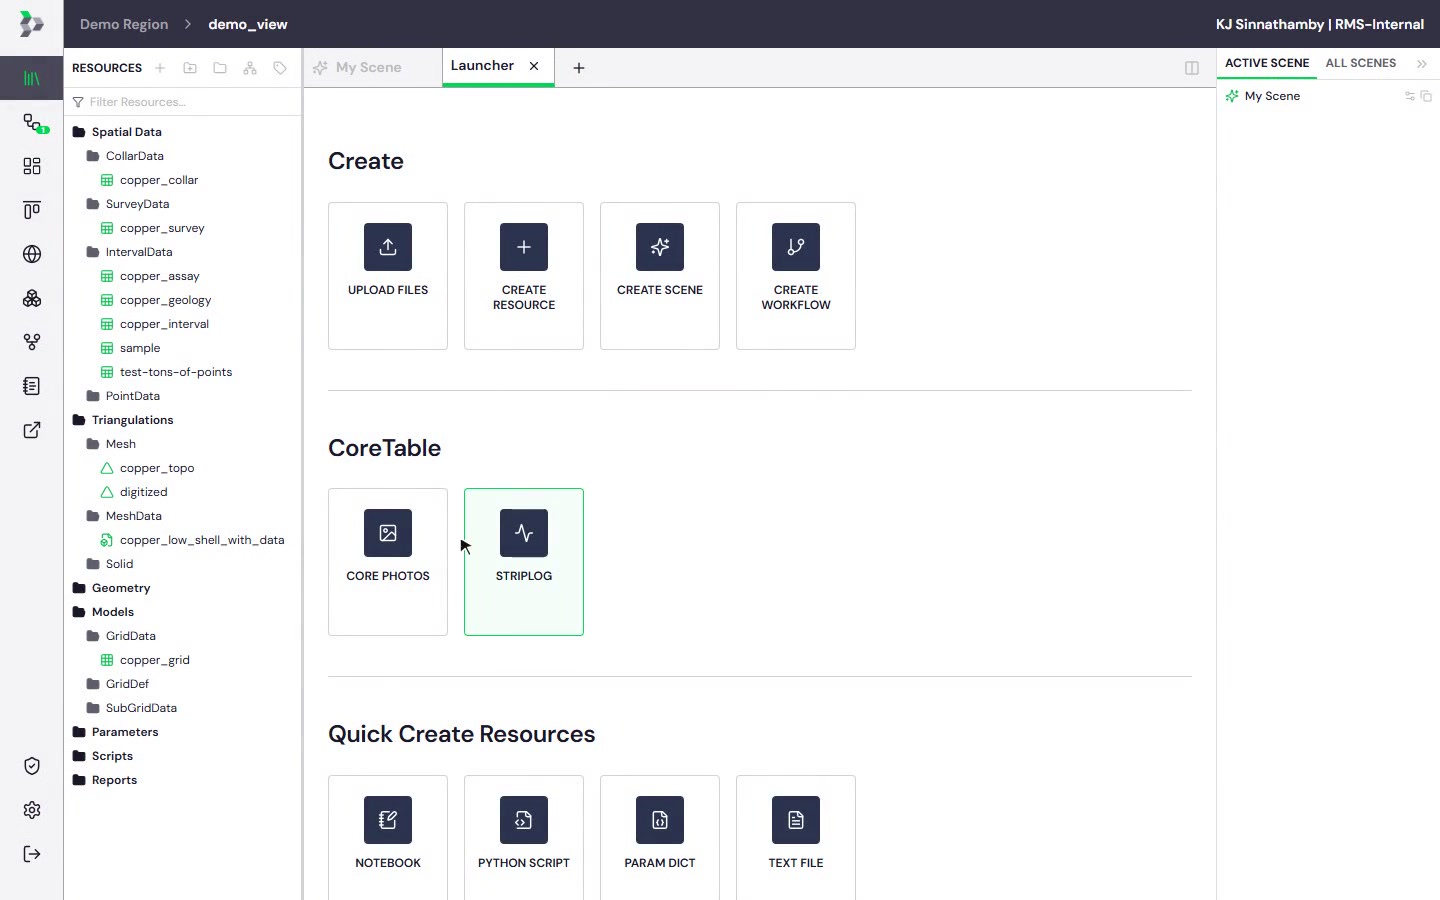 Demo Region
demo_view
KJ Sinnathamby | RMS-Internal
1
RESOURCES
Filter Resources...
Spatial Data
CollarData
copper_collar
SurveyData
copper_survey
IntervalData
copper_assay
copper_geology
copper_interval
sample
test-tons-of-points
PointData
Triangulations
Mesh
copper_topo
digitized
MeshData
copper_low_shell_with_data
Solid
Geometry
Models
GridData
copper_grid
GridDef
SubGridData
Parameters
Scripts
Reports
My Scene
Launcher
Create
UPLOAD FILES
CREATE
RESOURCE
CREATE SCENE
CREATE
WORKFLOW
CoreTable
CORE PHOTOS
STRIPLOG
Quick Create Resources
NOTEBOOK
PYTHON SCRIPT
PARAM DICT
TEXT FILE
ACTIVE SCENE
ALL SCENES
My Scene